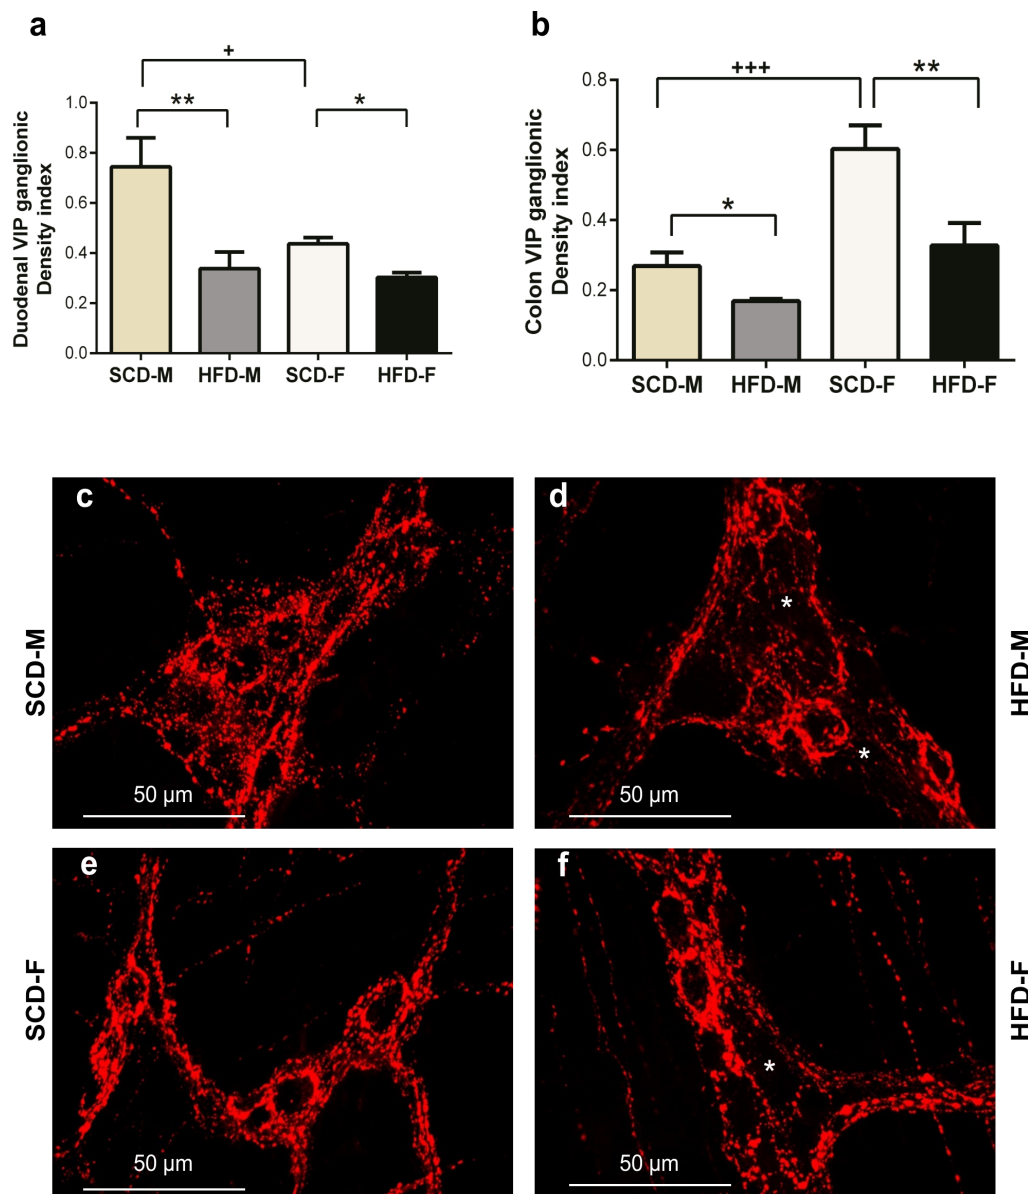 a
+
**
*
Duodenal VIP ganglionic
Density index
1.0
0.8
0.6
0.4
0.2
0.0
SCD-M HFD-M SCD-F HFD-F
b
+++
**
*
Colon VIP ganglionic
Density index
0.8
0.6
0.4
0.2
0.0
SCD-M HFD-M SCD-F HFD-F
SCD-M
c
50 µm
d
*
*
50 µm
HFD-M
SCD-F
e
50 µm
f
*
50 µm
HFD-F